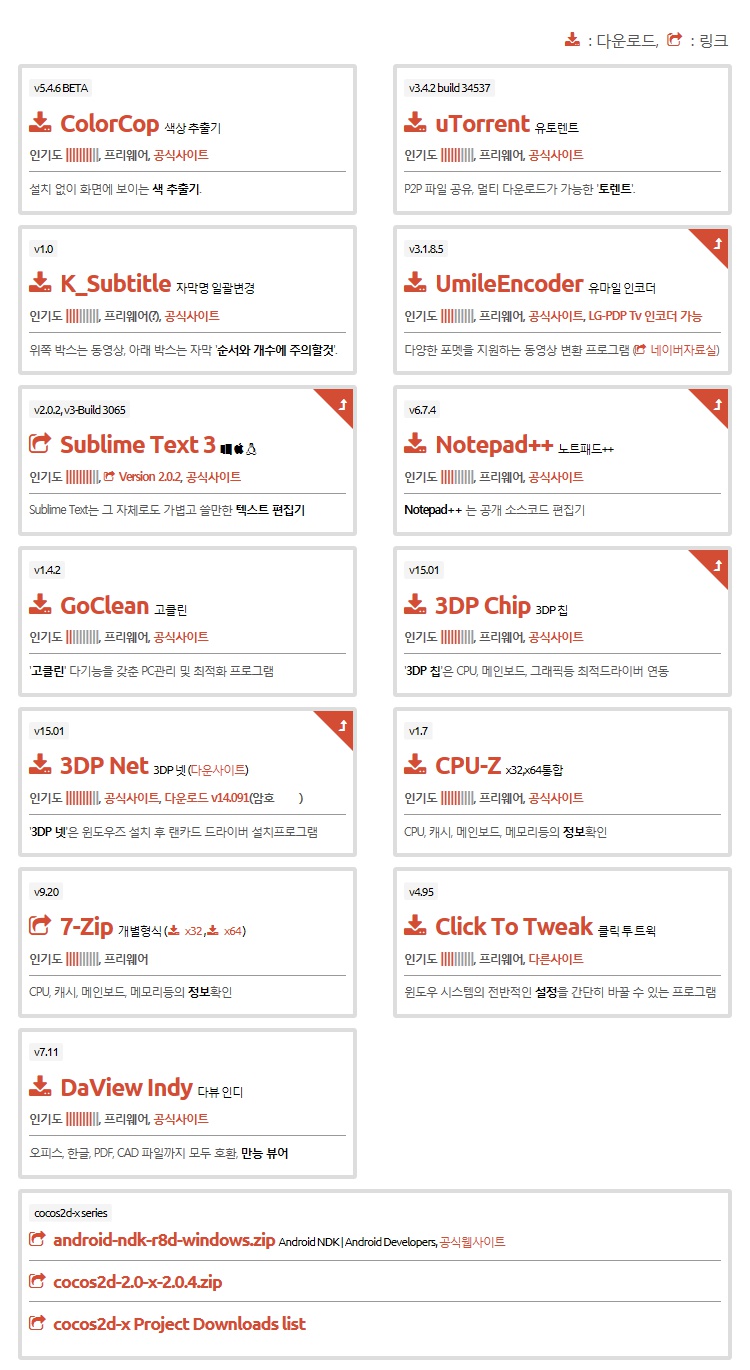 : 다운로드, : 링크
v5.4.6 BETA
ColorCop 색상 추출기
인기도 , 프리웨어, 공식사이트
설치 없이 화면에 보이는 색 추출기.
v3.4.2 build 34537
uTorrent 유토렌트
인기도 , 프리웨어, 공식사이트
P2P 파일 공유, 멀티 다운로드가 가능한 '토렌트'.
v1.0
K_Subtitle 자막명 일괄변경
인기도 , 프리웨어(?), 공식사이트
위쪽 박스는 동영상, 아래 박스는 자막 '순서와 개수에 주의할것'.
v3.1.8.5
UmileEncoder 유마일 인코더
인기도 , 프리웨어, 공식사이트, LG-PDP Tv 인코더 가능
다양한 포멧을 지원하는 동영상 변환 프로그램 ( 네이버자료실)
v2.0.2, v3-Build 3065
Sublime Text 3
인기도 , Version 2.0.2, 공식사이트
Sublime Text는 그 자체로도 가볍고 쓸만한 텍스트 편집기
v6.7.4
Notepad++ 노트패드++
인기도 , 프리웨어, 공식사이트
Notepad++ 는 공개 소스코드 편집기
v1.4.2
GoClean 고클린
인기도 , 프리웨어, 공식사이트
'고클린' 다기능을 갖춘 PC관리 및 최적화 프로그램
v15.01
3DP Chip 3DP 칩
인기도 , 프리웨어, 공식사이트
'3DP 칩'은 CPU, 메인보드, 그래픽등 최적드라이버 연동
v15.01
3DP Net 3DP 넷 (다운사이트)
인기도 , 공식사이트, 다운로드 v14.091(암호 )
'3DP 넷'은 윈도우즈 설치 후 랜카드 드라이버 설치프로그램
v1.7
CPU-Z x32,x64통합
인기도 , 프리웨어, 공식사이트
CPU, 캐시, 메인보드, 메모리등의 정보확인
v9.20
7-Zip 개별형식 ( x32, x64)
인기도 , 프리웨어
CPU, 캐시, 메인보드, 메모리등의 정보확인
v4.95
Click To Tweak 클릭 투 트윅
인기도 , 프리웨어, 다른사이트
윈도우 시스템의 전반적인 설정을 간단히 바꿀 수 있는 프로그램
v7.11
DaView Indy 다뷰 인디
인기도 , 프리웨어, 공식사이트
오피스, 한글, PDF, CAD 파일까지 모두 호환, 만능 뷰어
cocos2d-x series
android-ndk-r8d-windows.zip Android NDK | Android Developers, 공식웹사이트
cocos2d-2.0-x-2.0.4.zip
cocos2d-x Project Downloads list